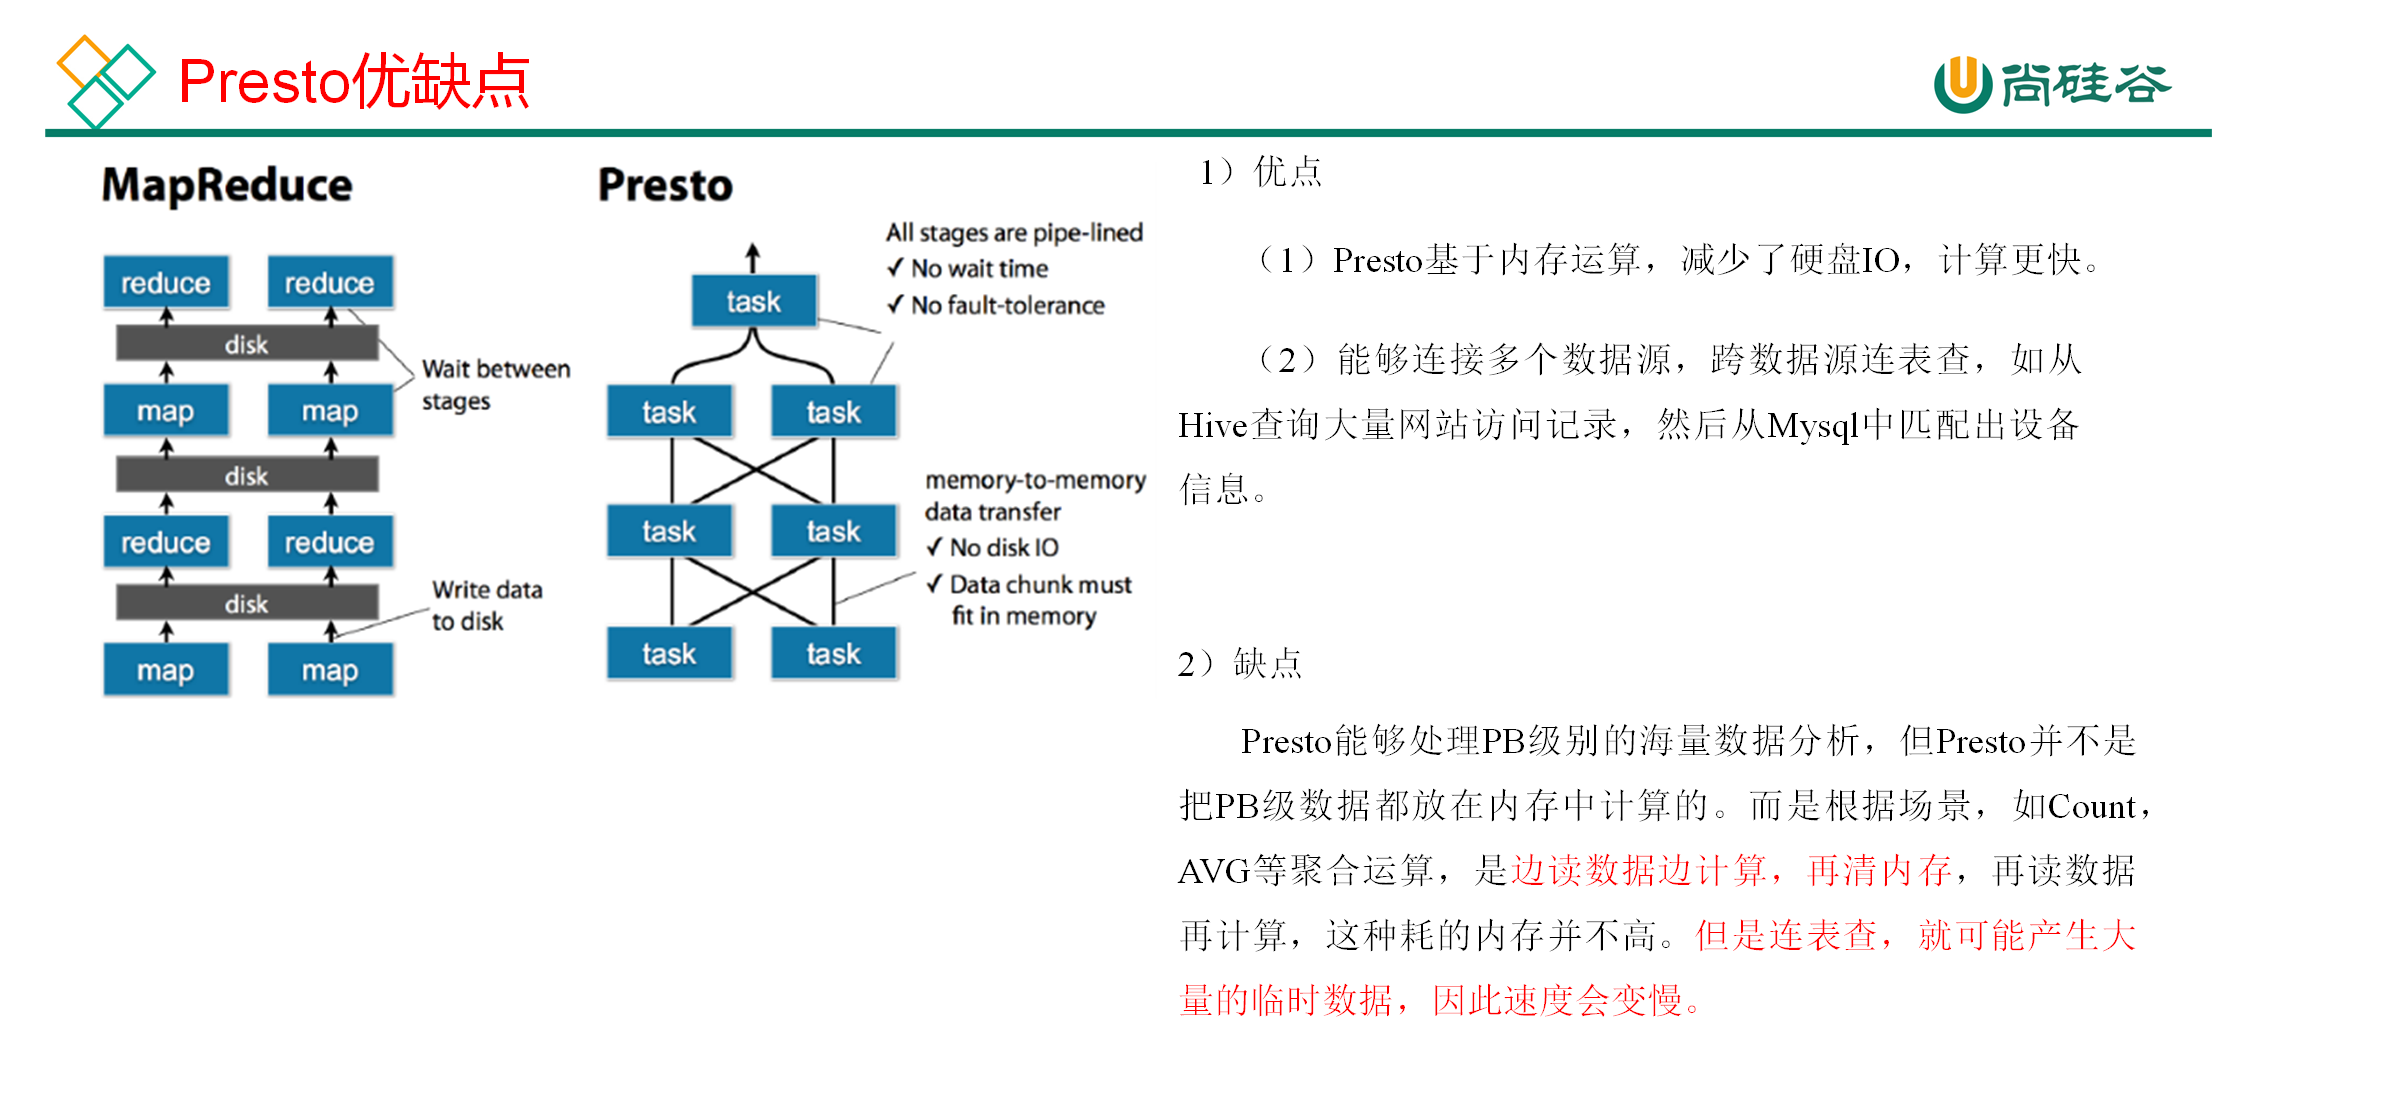 Presto优缺点
尚硅谷
MapReduce
reduce
reduce
disk
Wait between
stages
map
map
disk
reduce
reduce
disk
Write data
to disk
map
map
Presto
All stages are pipe-lined
✓ No wait time
✓ No fault-tolerance
task
task
task
memory-to-memory
data transfer
✓ No disk IO
✓ Data chunk must
fit in memory
task
task
task
task
1）优点
（1）Presto基于内存运算，减少了硬盘IO，计算更快。
（2）能够连接多个数据源，跨数据源连表查，如从
Hive查询大量网站访问记录，然后从Mysql中匹配出设备
信息。
2）缺点
Presto能够处理PB级别的海量数据分析，但Presto并不是
把PB级数据都放在内存中计算的。而是根据场景，如Count，
AVG等聚合运算，是边读数据边计算，再清内存，再读数据
再计算，这种耗的内存并不高。但是连表查，就可能产生大
量的临时数据，因此速度会变慢。